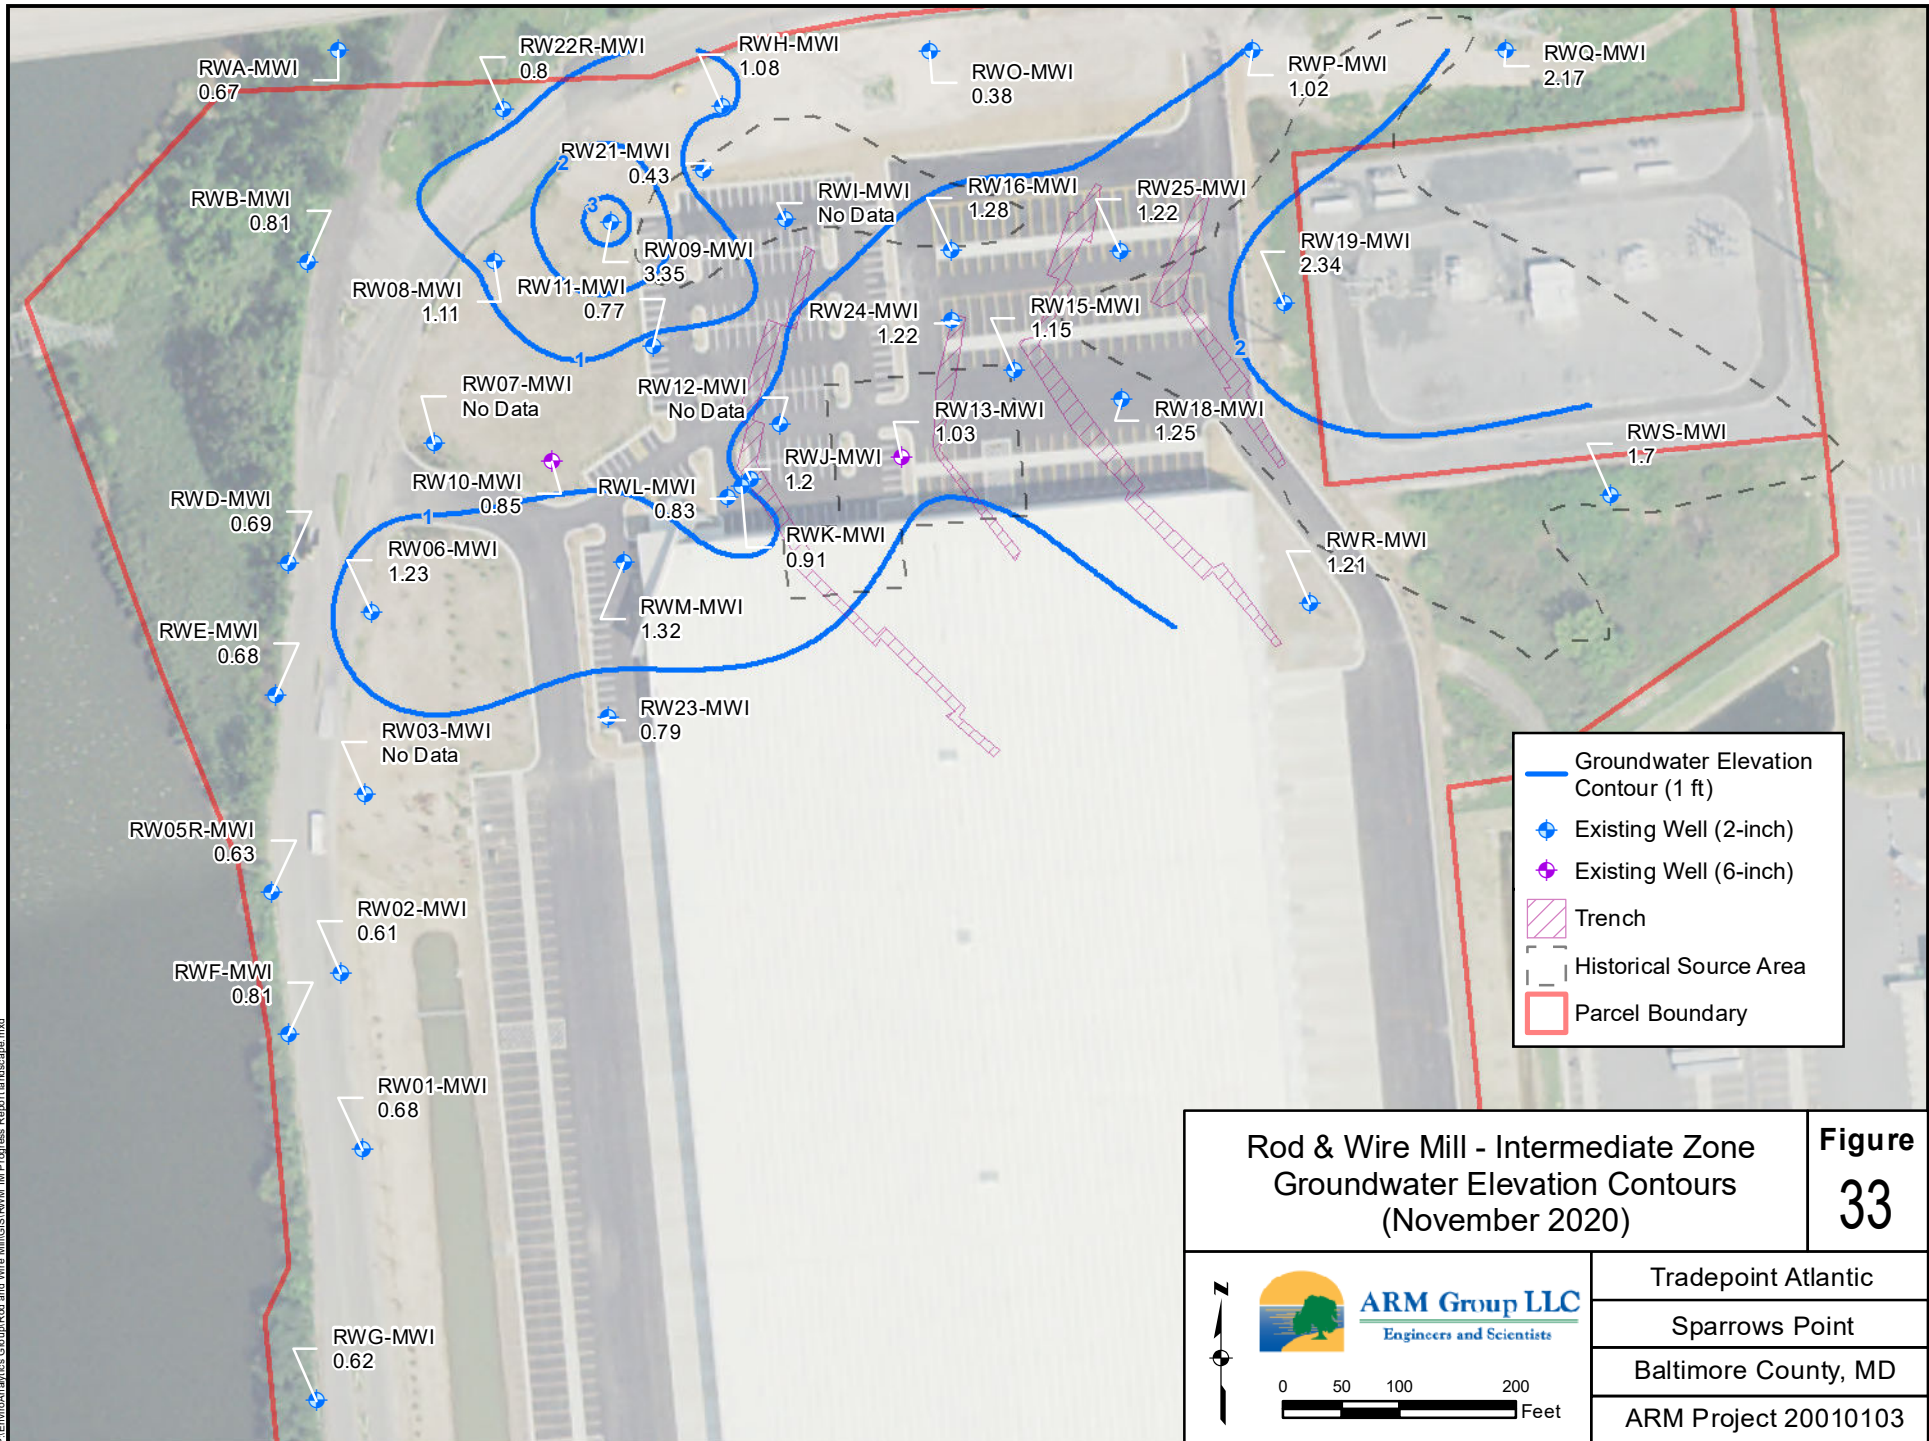 RWA-MWI
0.67
RW22R-MWI
0.8
RWH-MWI
1.08
RWO-MWI
0.38
RWP-MWI
1.02
RWQ-MWI
2.17
RW21-MWI
0.43
2
3
RWB-MWI
0.81
RWI-MWI
No Data
RW16-MWI
1.28
RW25-MWI
1.22
RW09-MWI
3.35
RW19-MWI
2.34
RW08-MWI
1.11
RW11-MWI
0.77
RW24-MWI
1.22
RW15-MWI
1.15
1
2
RW07-MWI
No Data
RW12-MWI
No Data
RW13-MWI
1.03
RW18-MWI
1.25
RWS-MWI
1.7
RWJ-MWI
1.2
RW10-MWI
0.85
RWL-MWI
0.83
RWD-MWI
0.69
1
RWK-MWI
0.91
RW06-MWI
1.23
RWR-MWI
1.21
RWM-MWI
1.32
RWE-MWI
0.68
RW23-MWI
0.79
RW03-MWI
No Data
RW05R-MWI
0.63
RW02-MWI
0.61
RWF-MWI
0.81
RW01-MWI
0.68
RWG-MWI
0.62
Groundwater Elevation
Contour (1 ft)
Existing Well (2-inch)
Existing Well (6-inch)
Trench
Historical Source Area
Parcel Boundary
Rod & Wire Mill - Intermediate Zone
Groundwater Elevation Contours
(November 2020)
Figure
33
Z
ARM Group LLC
Engineers and Scientists
0 50 100 200
Feet
Tradepoint Atlantic
Sparrows Point
Baltimore County, MD
ARM Project 20010103